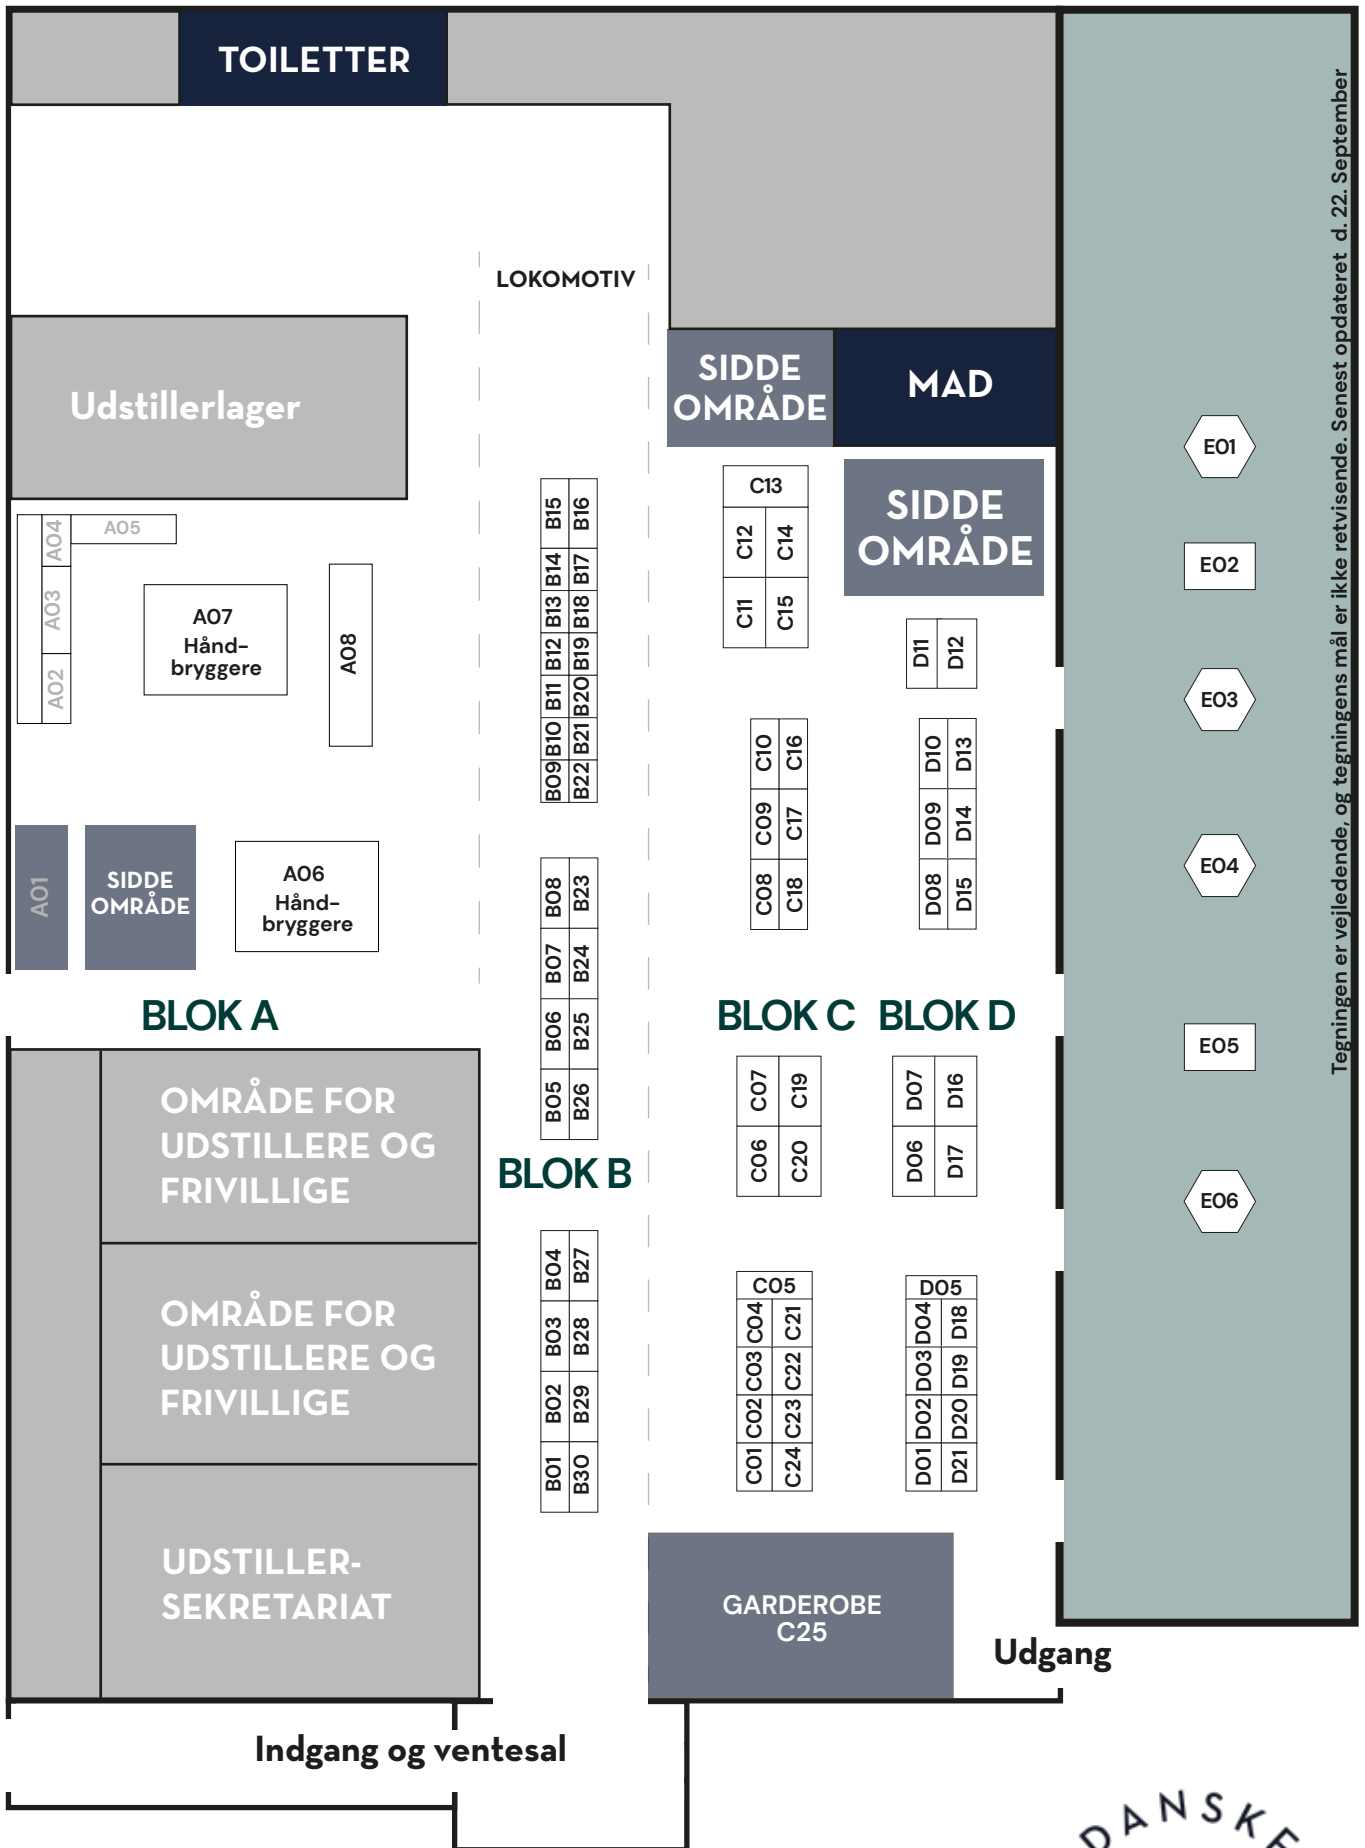 TOILETTER
LOKOMOTIV
Udstillerlager
SIDDE
OMRÅDE
MAD
SIDDE
OMRÅDE
A04
A05
A03
A02
A07
Hånd-
bryggere
A08
A01
SIDDE
OMRÅDE
A06
Hånd-
bryggere
BLOK A
OMRÅDE FOR
UDSTILLERE OG
FRIVILLIGE
OMRÅDE FOR
UDSTILLERE OG
FRIVILLIGE
UDSTILLER-
SEKRETARIAT
B15 B16
B14 B17
B13 B18
B12 B19
B11 B20
B10 B21
B09 B22
B08 B23
B07 B24
B06 B25
B05 B26
BLOK B
B04 B27
B03 B28
B02 B29
B01 B30
C13
C12 C14
C11 C15
C10 C16
C09 C17
C08 C18
BLOK C
C07 C19
C06 C20
C05
C04 C21
C03 C22
C02 C23
C01 C24
D11 D12
D10 D13
D09 D14
D08 D15
BLOK D
D07 D16
D06 D17
D05
D04 D18
D03 D19
D02 D20
D01 D21
GARDEROBE
C25
Udgang
Indgang og ventesal
E01
E02
E03
E04
E05
E06
Tegningen er vejledende, og tegningens mål er ikke retvisende. Senest opdateret d. 22. September
DANSKE